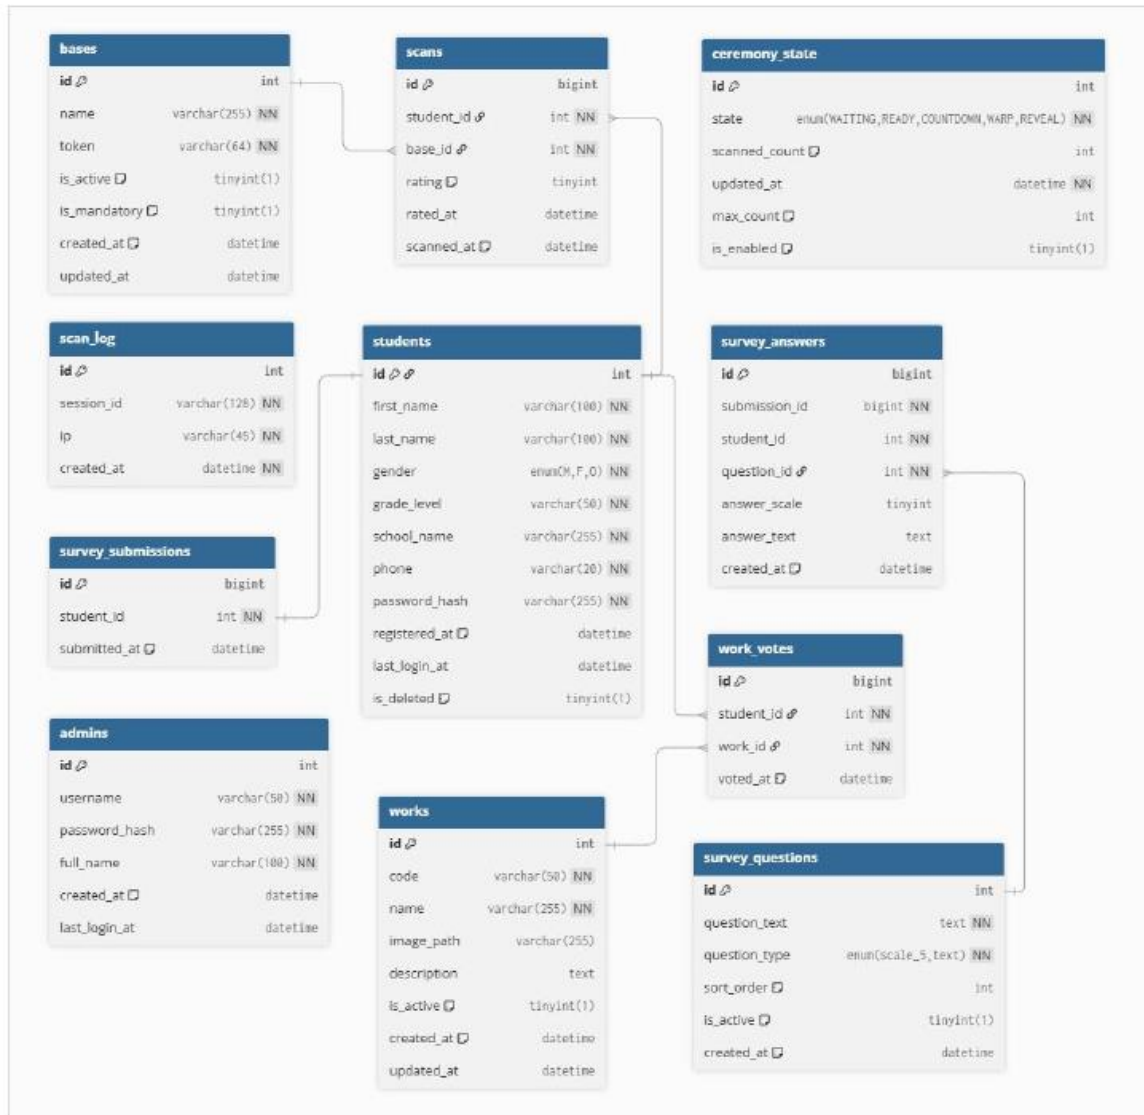 bases
id int
name varchar(255) NN
token varchar(64) NN
is_active tinyint(1)
is_mandatory tinyint(1)
created_at datetime
updated_at datetime
scans
id bigint
student_id int NN
base_id int NN
rating tinyint
rated_at datetime
scanned_at datetime
ceremony_state
id int
state enum(WAITING,READY,COUNTDOWN,WARP,REVEAL) NN
scanned_count int
updated_at datetime NN
max_count int
is_enabled tinyint(1)
scan_log
id int
session_id varchar(128) NN
ip varchar(45) NN
created_at datetime NN
students
id int
first_name varchar(100) NN
last_name varchar(100) NN
gender enum(M,F,O) NN
grade_level varchar(50) NN
school_name varchar(255) NN
phone varchar(20) NN
password_hash varchar(255) NN
registered_at datetime
last_login_at datetime
is_deleted tinyint(1)
survey_answers
id bigint
submission_id bigint NN
student_id int NN
question_id int NN
answer_scale tinyint
answer_text text
created_at datetime
survey_submissions
id bigint
student_id int NN
submitted_at datetime
work_votes
id bigint
student_id int NN
work_id int NN
voted_at datetime
admins
id int
username varchar(50) NN
password_hash varchar(255) NN
full_name varchar(100) NN
created_at datetime
last_login_at datetime
works
id int
code varchar(50) NN
name varchar(255) NN
image_path varchar(255)
description text
is_active tinyint(1)
created_at datetime
updated_at datetime
survey_questions
id int
question_text text NN
question_type enum(scale_5,text) NN
sort_order int
is_active tinyint(1)
created_at datetime